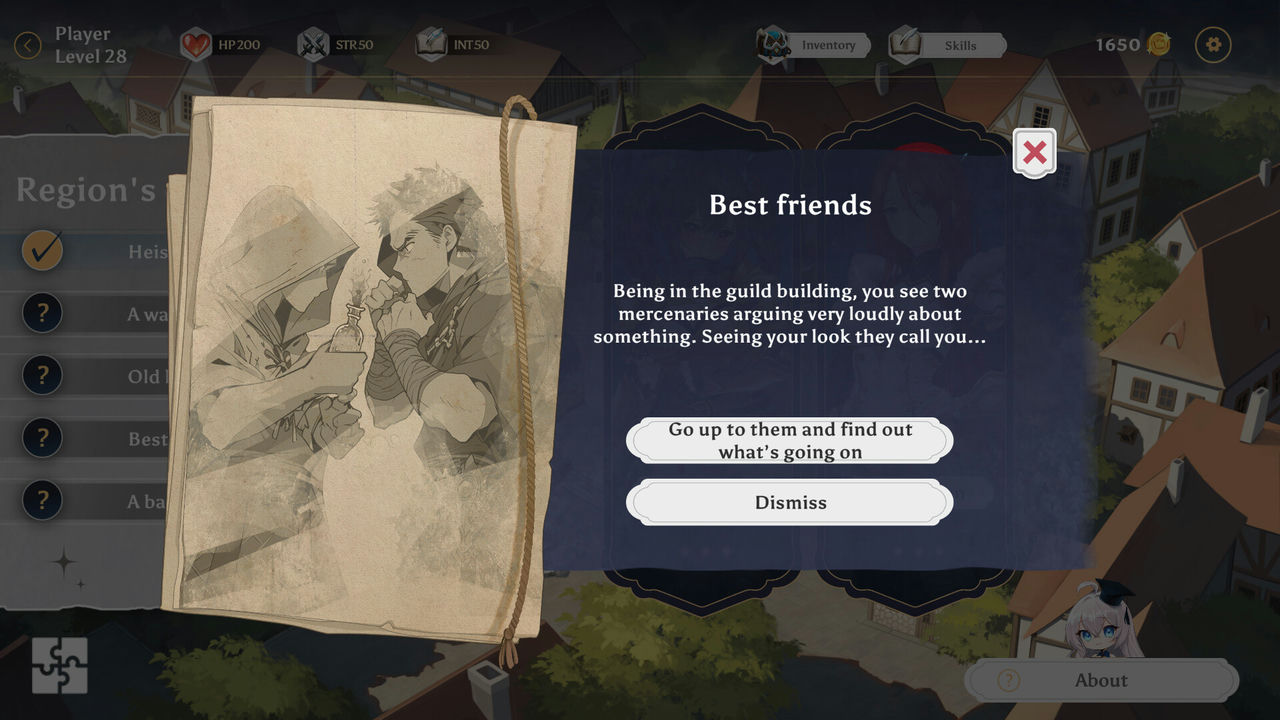 Player
Level 28
HP200
STR50
INT50
Inventory
Skills
1650
Region's
Heis
A wa
Old
Best
A ba
Best friends
Being in the guild building, you see two
mercenaries arguing very loudly about
something. Seeing your look they call you...
Go up to them and find out
what's going on
Dismiss
? About